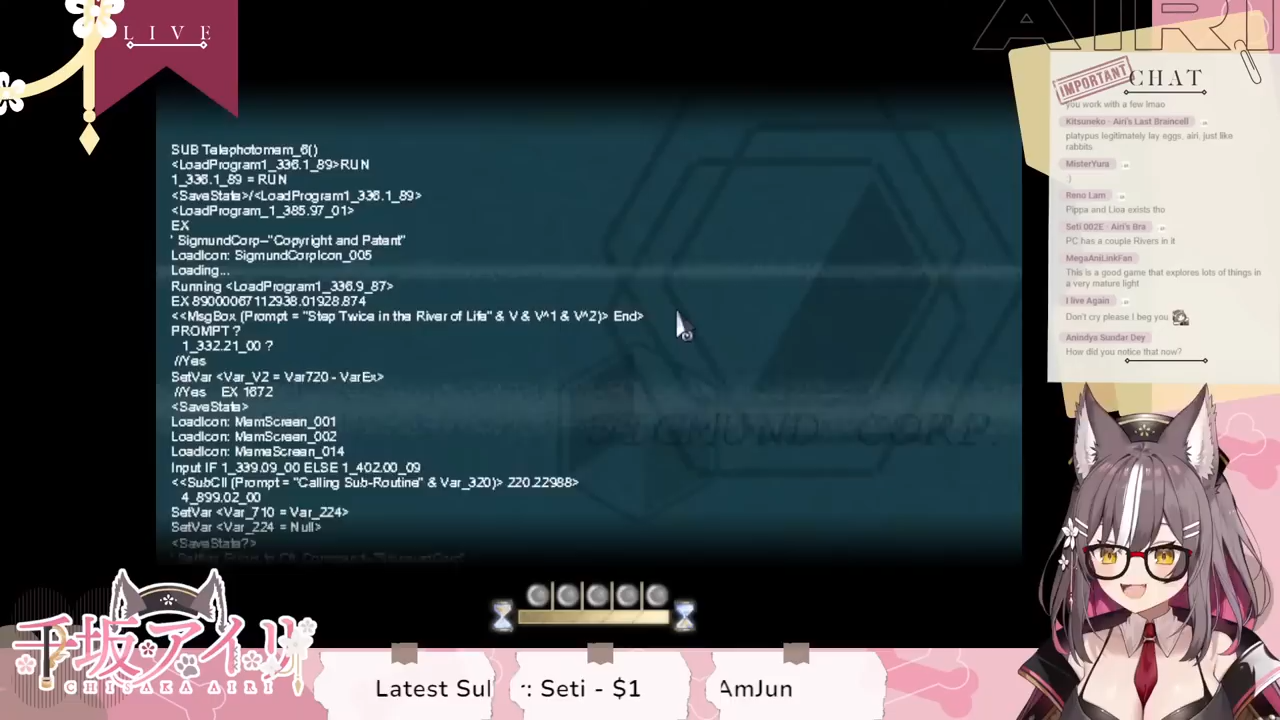 LIVE
AIRI
IMPORTANT
CHAT
you work with a few lmao
Kitsuneko - Airi's Last Braincell
platypus legitimately lay eggs, airi, just like
rabbits
MisterYura
:)
Reno Lam
Pippa and Lioa exists tho
Seti 002E - Airi's Bra
PC has a couple Rivers in it
MegaAniLinkFan
This is a good game that explores lots of things in
a very mature light
I live Again
Don't cry please I beg you
Anindya Sundar Dey
How did you notice that now?
SUB Telephotomem_6()
<LoadProgram1_336.1_89>RUN
1_336.1_89 = RUN
<SaveState>/<LoadProgram1_336.1_89>
<LoadProgram_1_385.97_01>
EX
' SigmundCorp--"Copyright and Patent"
LoadIcon: SigmundCorpIcon_005
Loading...
Running <LoadProgram1_336.9_87>
EX 89000067112938.01928.874
<<MsgBox (Prompt = "Step Twice in the River of Life" & V & V^1 & V^2)> End>
PROMPT ?
1_332.21_00 ?
//Yes
SetVar <Var_V2 = Var720 - VarEx>
//Yes EX 1672
<SaveState>
LoadIcon: MemScreen_001
LoadIcon: MemScreen_002
LoadIcon: MemeScreen_014
Input IF 1_339.09_00 ELSE 1_402.00_09
<<SubCll (Prompt = "Calling Sub-Routine" & Var_320)> 220.22988>
4_899.02_00
SetVar <Var_710 = Var_224>
SetVar <Var_224 = Null>
<SaveState?>
SIGMUND CORP.
千坂アイリ
CHISAKA AIRI
Latest Sul
: Seti - $1
AmJun